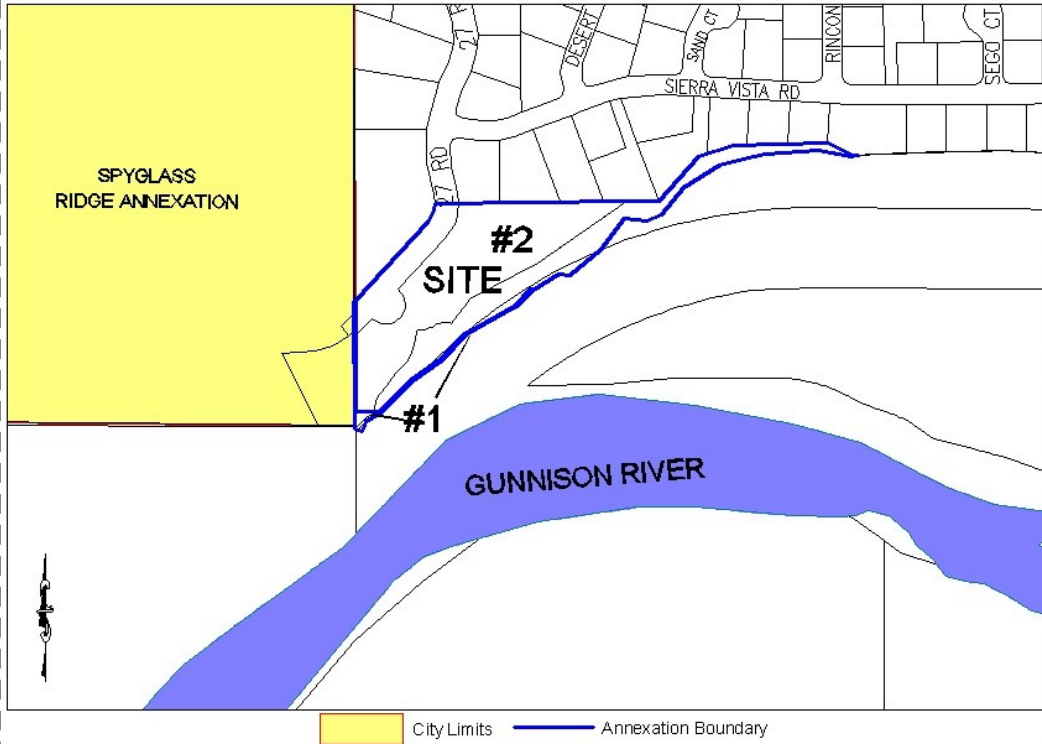 27 R
DESERT
SAND CT
RINCON
SEGO CT
SIERRA VISTA RD
27 RD
SPYGLASS
RIDGE ANNEXATION
#2
SITE
#1
GUNNISON RIVER
City Limits
Annexation Boundary